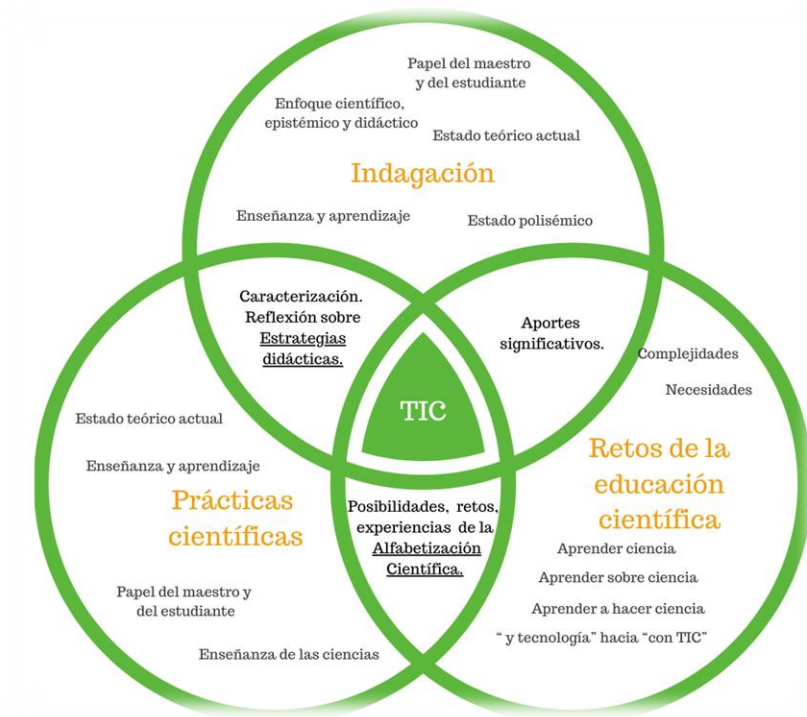 Papel del maestro
y del estudiante
Enfoque científico,
epistémico y didáctico
Estado teórico actual
Indagación
Enseñanza y aprendizaje
Estado polisémico
Caracterización.
Reflexión sobre
Estrategias
didácticas.
Aportes
significativos.
Complejidades
Necesidades
TIC
Estado teórico actual
Enseñanza y aprendizaje
Prácticas
científicas
Papel del maestro y
del estudiante
Enseñanza de las ciencias
Posibilidades, retos,
experiencias de la
Alfabetización
Científica.
Retos de la
educación
científica
Aprender ciencia
Aprender sobre ciencia
Aprender a hacer ciencia
“ y tecnología” hacia “con TIC”